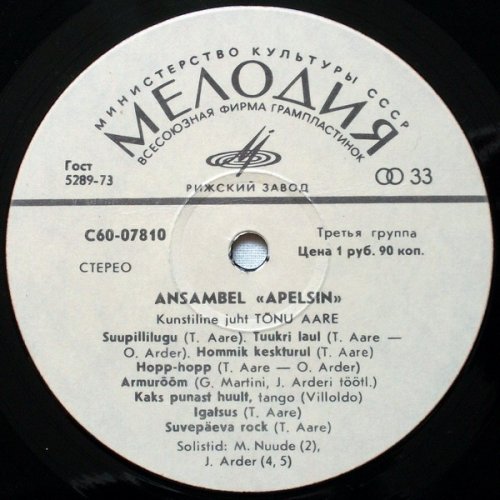 МИНИСТЕРСТВО КУЛЬТУРЫ СССР
МЕЛОДИЯ
ВСЕСОЮЗНАЯ ФИРМА ГРАМПЛАСТИНОК
Гост
5289-73
РИЖСКИЙ ЗАВОД
33
С60-07810
Третья группа
Цена 1 руб. 90 коп.
СТЕРЕО
ANSAMBEL «APELSIN»
Kunstiline juht TÕNU AARE
Suupillilugu (T. Aare). Tuukri laul (T. Aare —
O. Arder). Hommik keskturul (T. Aare)
Hopp-hopp (T. Aare — O. Arder)
Armurõõm (G. Martini, J. Arderi töötl.)
Kaks punast huult, tango (Villoldo)
Igatsus (T. Aare)
Suvepäeva rock (T. Aare)
Solistid: M. Nuude (2),
J. Arder (4, 5)